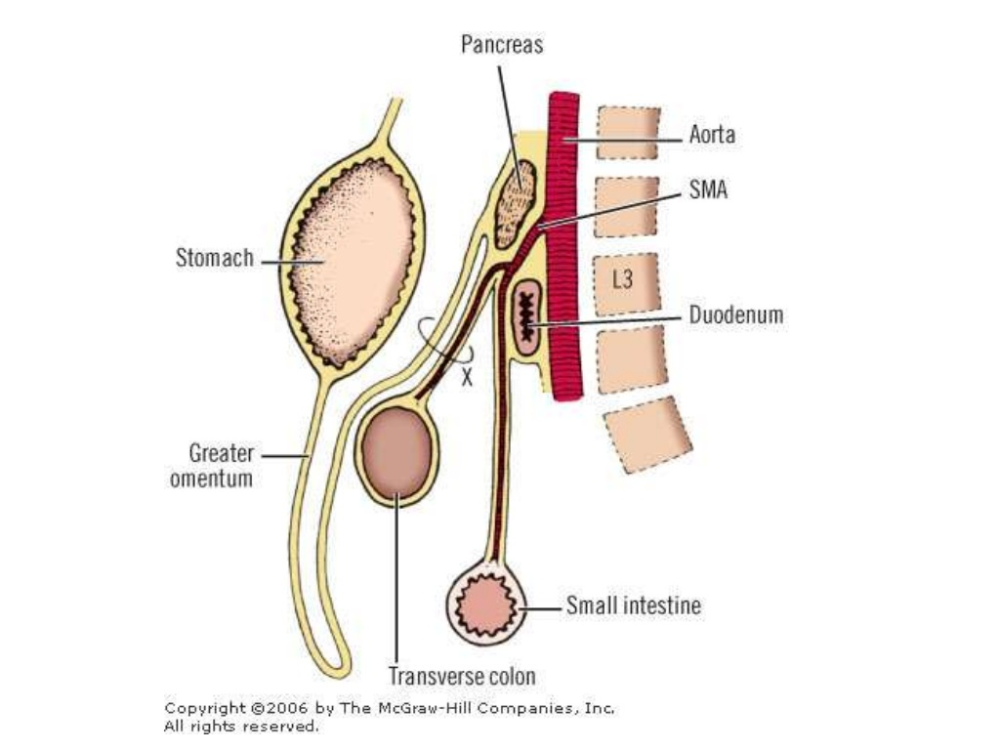 Pancreas
Aorta
SMA
Stomach
L3
Duodenum
X
Greater
omentum
Small intestine
Transverse colon
Copyright ©2006 by The McGraw-Hill Companies, Inc.
All rights reserved.